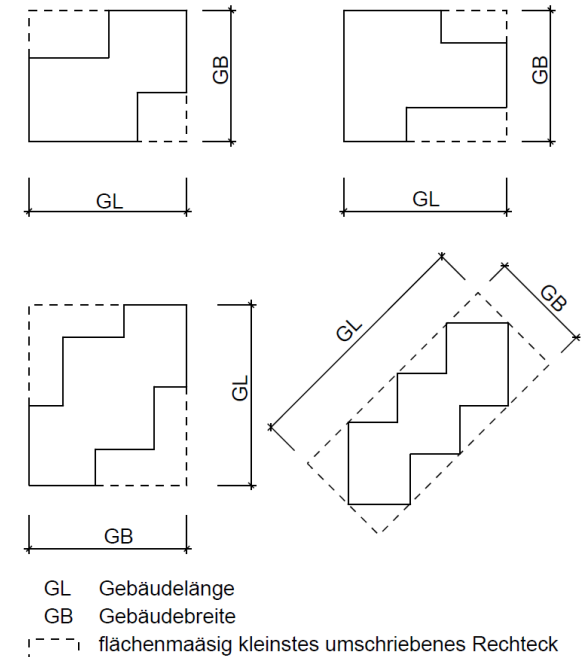 GB
GB
GL
GL
GL
GB
GL
GB
GL Gebäudelänge
GB Gebäudebreite
flächenmaäsig kleinstes umschriebenes Rechteck